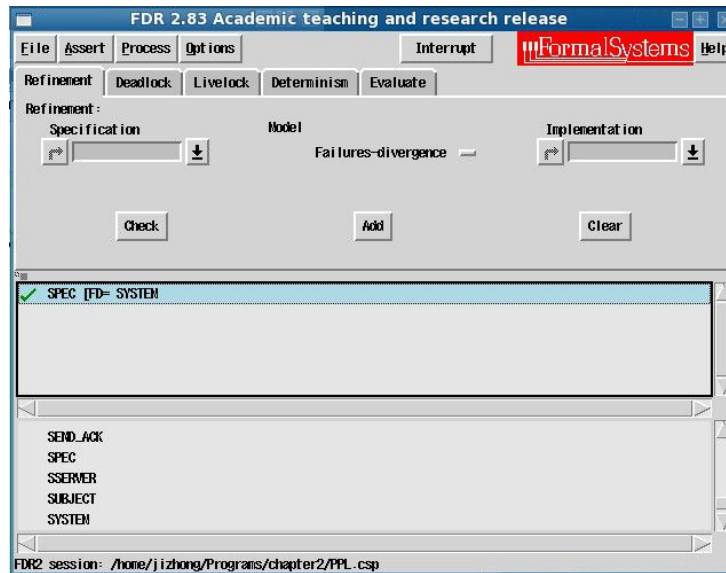 FDR 2.83 Academic teaching and research release
File Assert Process Options Interrupt FormalSystems Help
Refinement Deadlock Livelock Determinism Evaluate
Refinement:
Specification Model Implementation
Failures-divergence
Check Add Clear
SPEC [FD= SYSTEM
SEND_ACK
SPEC
SSERVER
SUBJECT
SYSTEM
FDR2 session: /home/jizhong/Programs/chapter2/PPL.csp